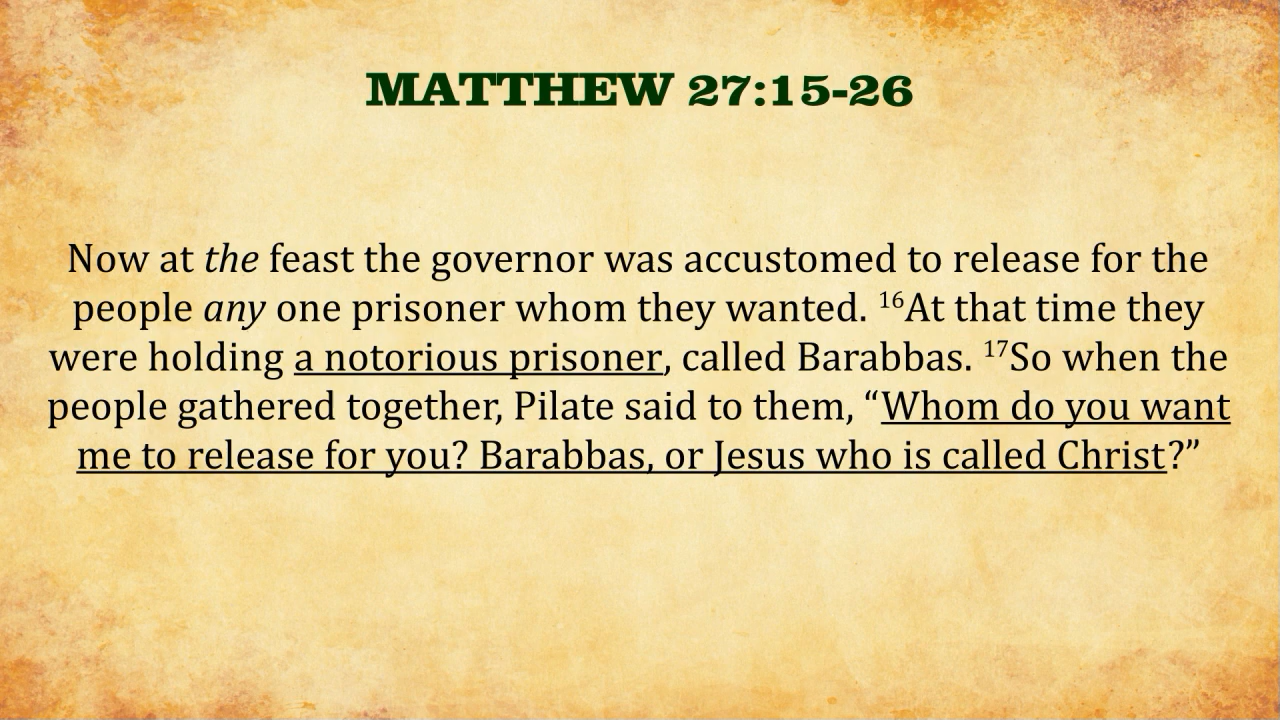 MATTHEW 27:15-26
Now at the feast the governor was accustomed to release for the
people any one prisoner whom they wanted. 16At that time they
were holding a notorious prisoner, called Barabbas. 17So when the
people gathered together, Pilate said to them, “Whom do you want
me to release for you? Barabbas, or Jesus who is called Christ?”